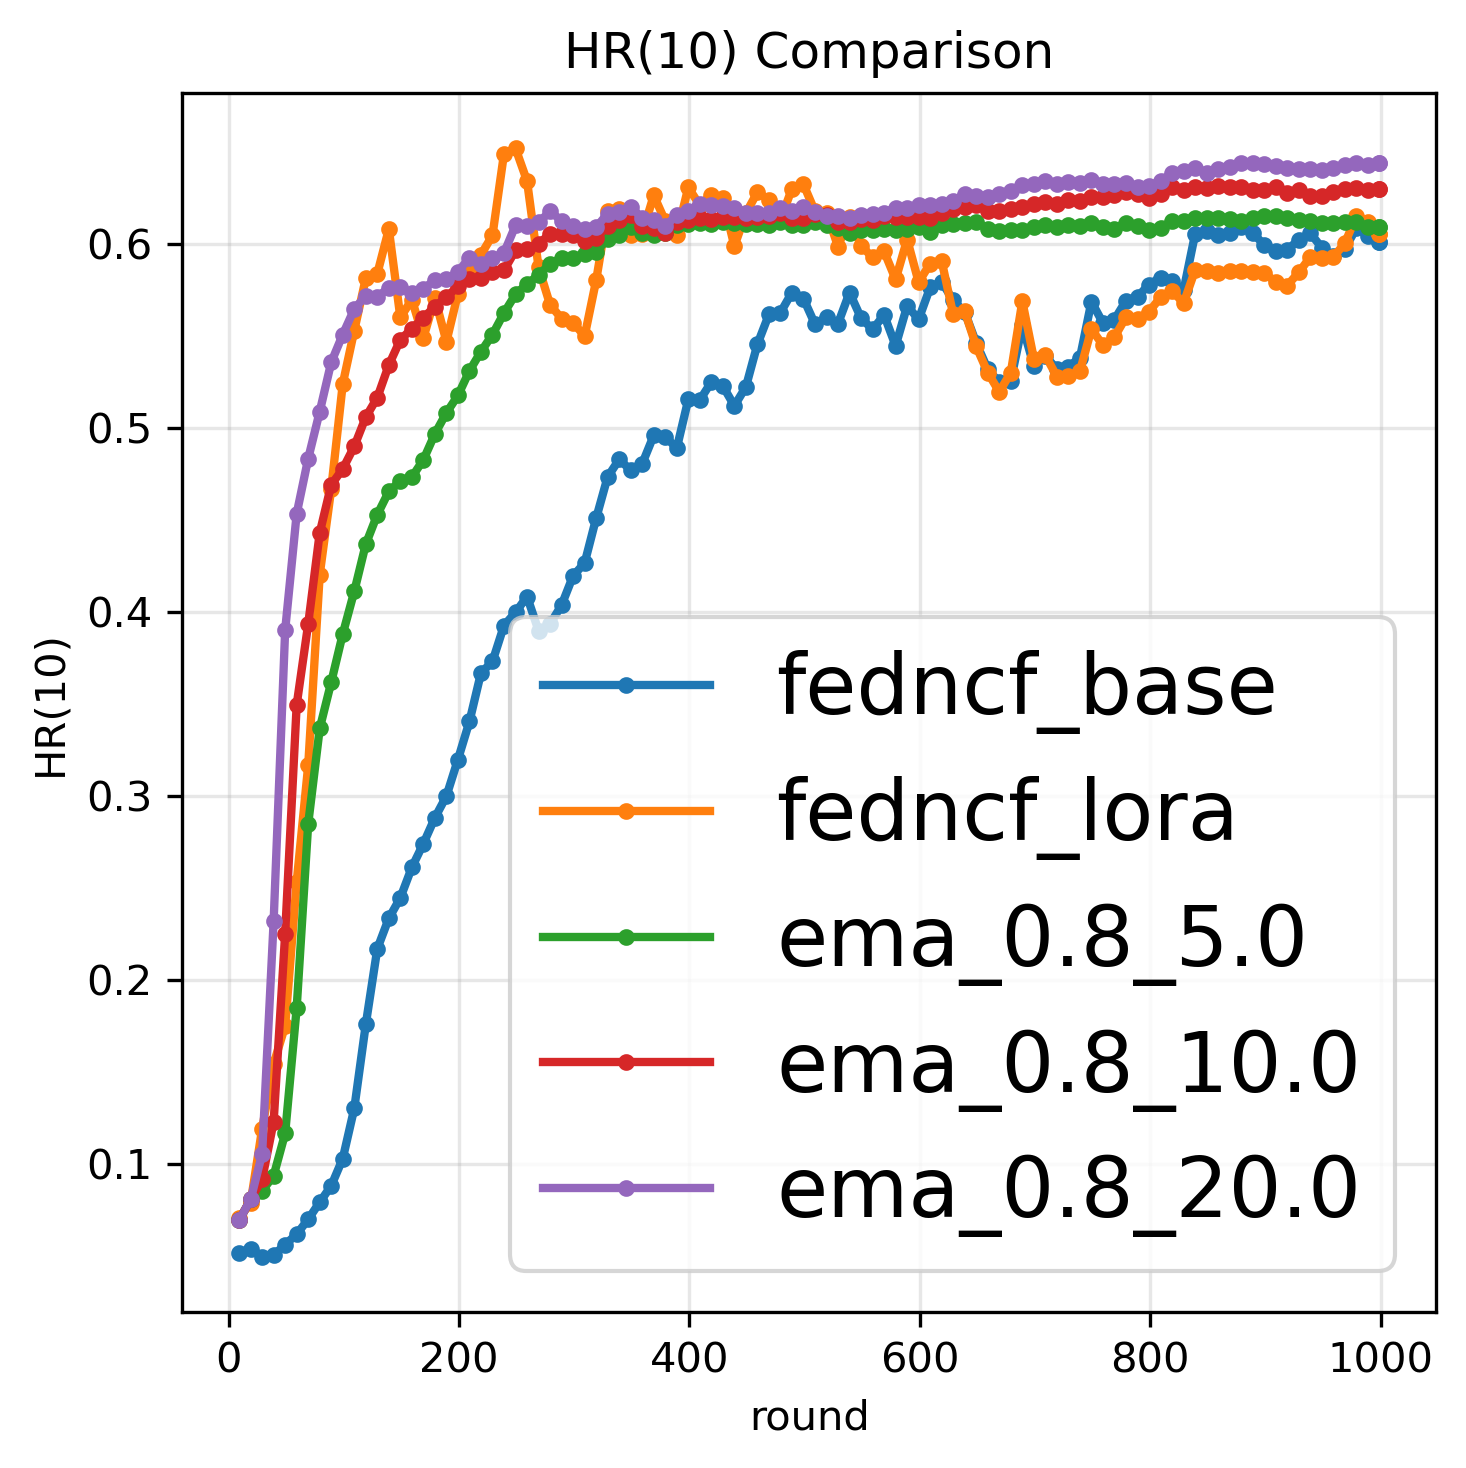 HR(10) Comparison
HR(10)
0.6
0.5
0.4
0.3
0.2
0.1
fedncf_base
fedncf_lora
ema_0.8_5.0
ema_0.8_10.0
ema_0.8_20.0
0 200 400 600 800 1000
round